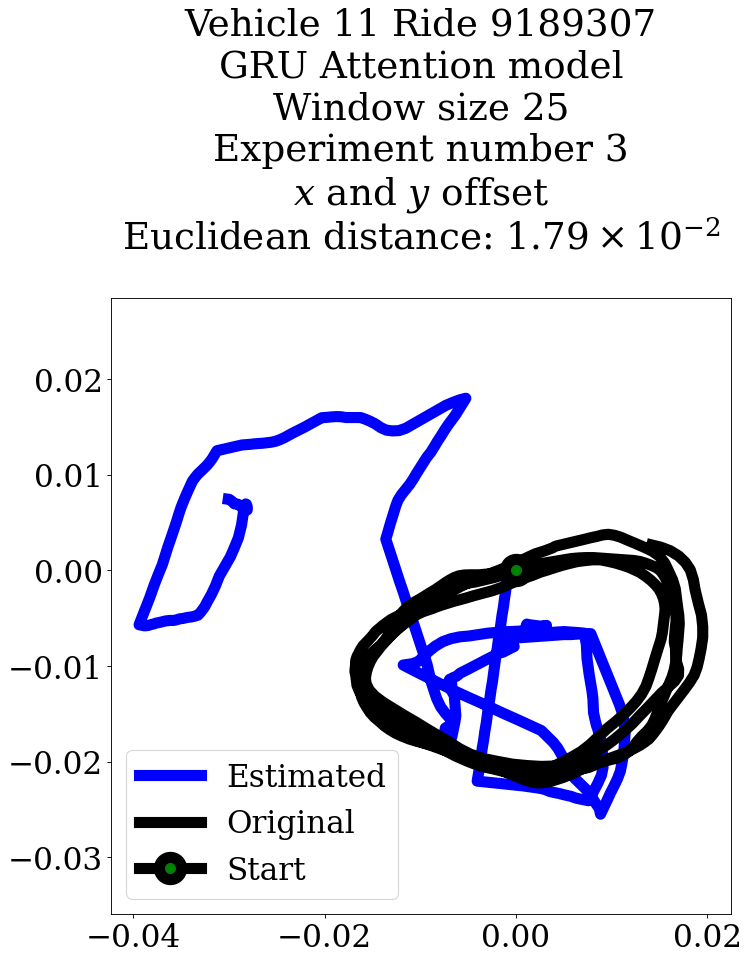 Vehicle 11 Ride 9189307
GRU Attention model
Window size 25
Experiment number 3
x and y offset
Euclidean distance: 1.79 × 10⁻²
0.02
0.01
0.00
−0.01
−0.02
−0.03
Estimated
Original
Start
−0.04 −0.02 0.00 0.02